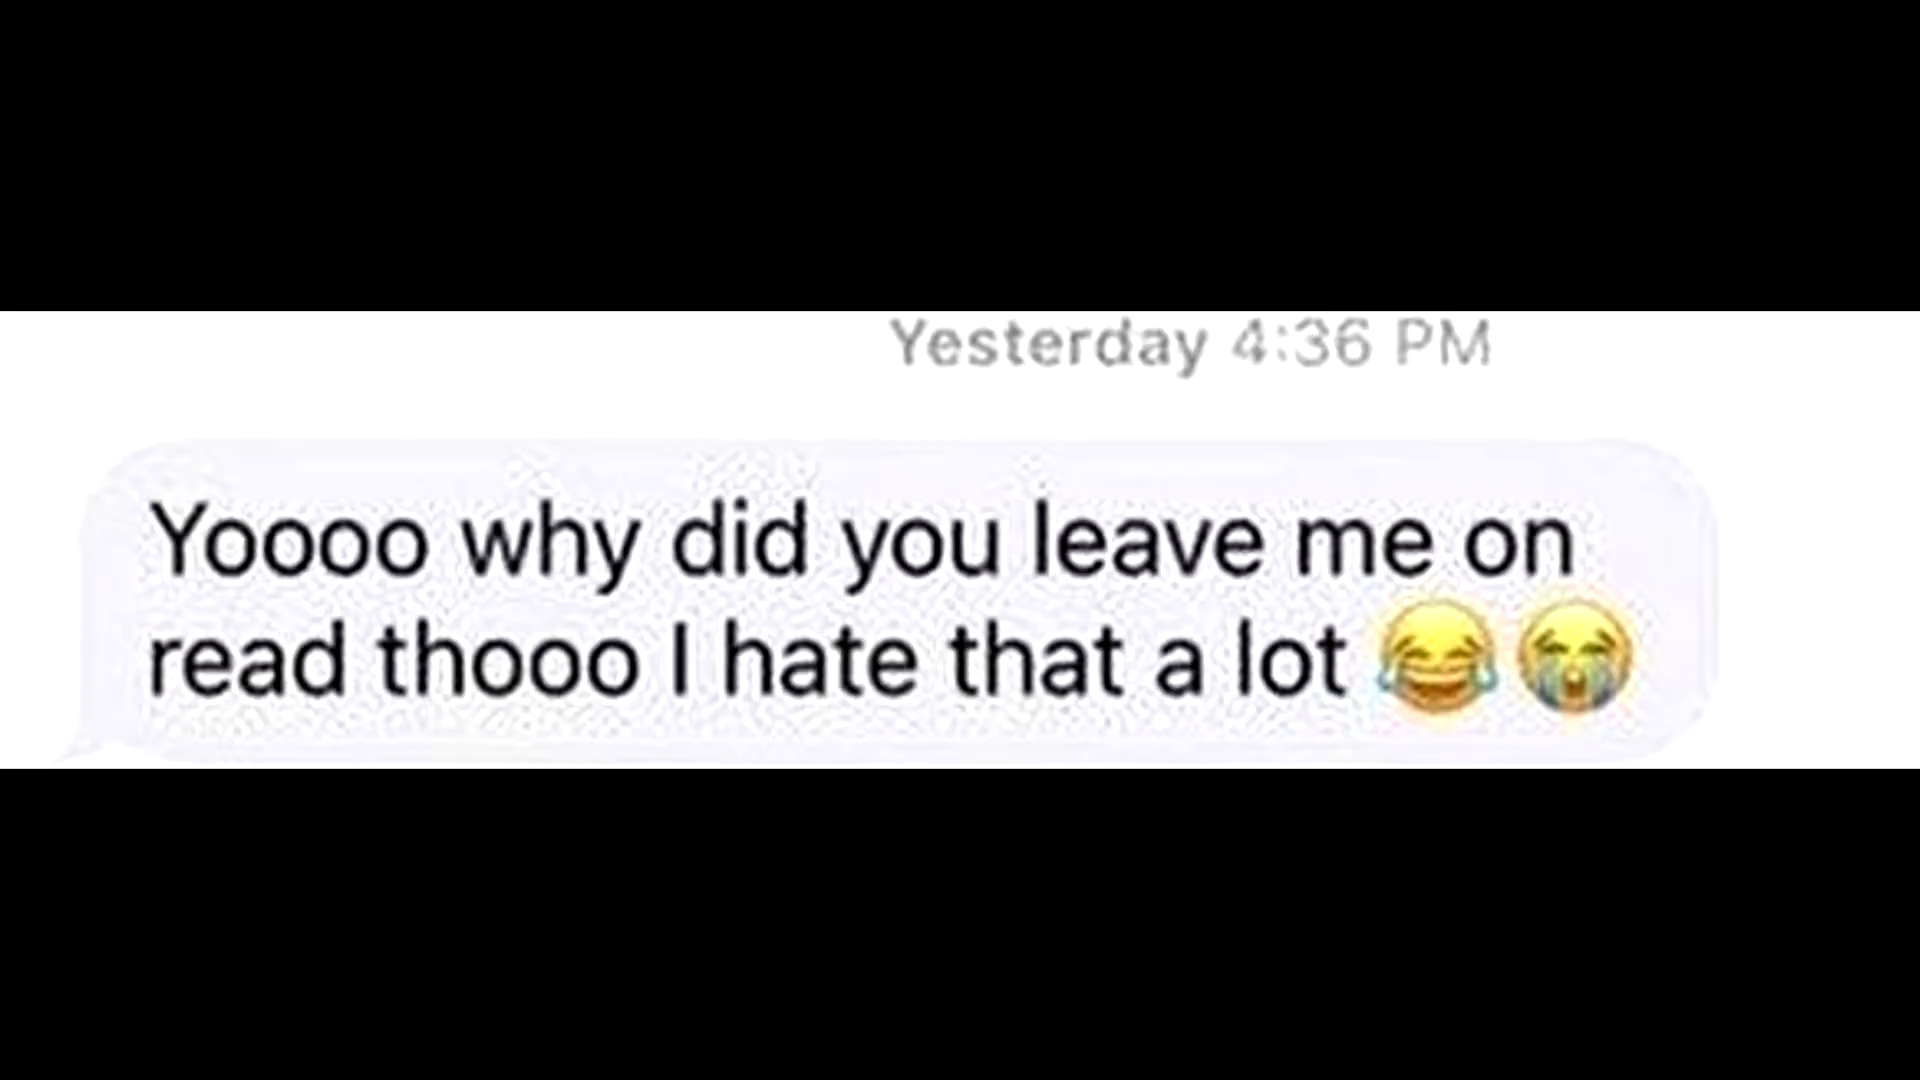 Yesterday 4:36 PM
Yoooo why did you leave me on
read thooo I hate that a lot 😂😭